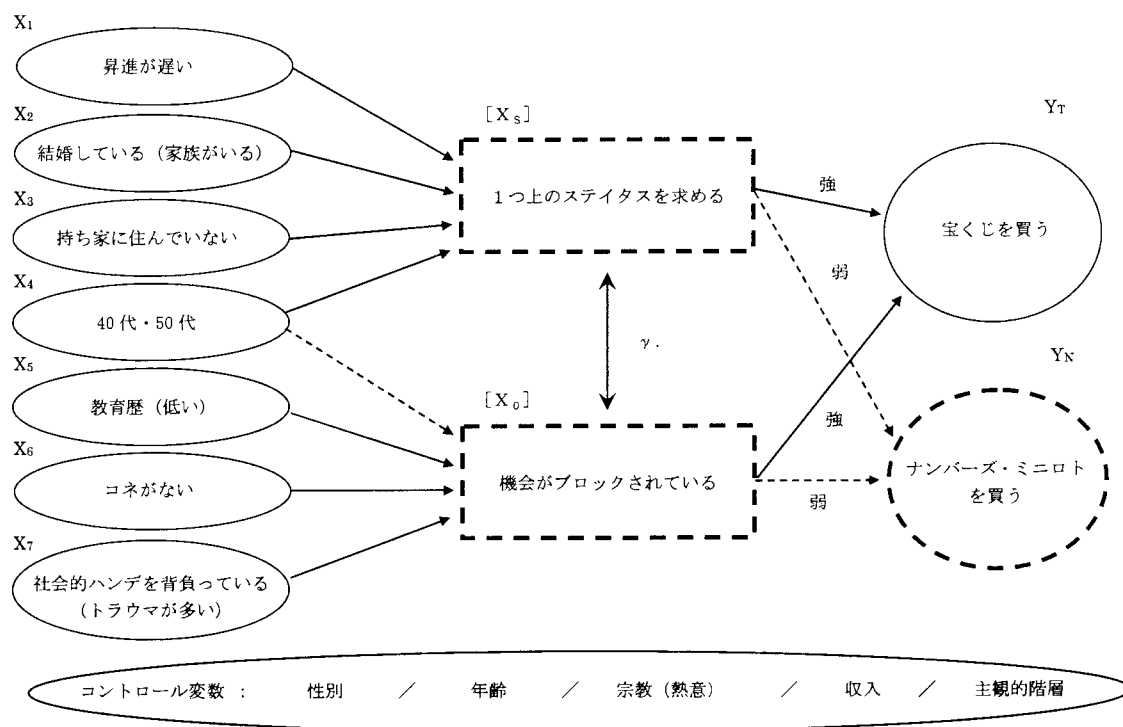 X1
昇進が遅い
X2
結婚している（家族がいる）
X3
持ち家に住んでいない
X4
40代・50代
X5
教育歴（低い）
X6
コネがない
X7
社会的ハンデを背負っている
（トラウマが多い）
［Xs］
1つ上のステイタスを求める
γ.
［X0］
機会がブロックされている
強
弱
強
弱
YT
宝くじを買う
YN
ナンバーズ・ミニロト
を買う
コントロール変数 : 性別 / 年齢 / 宗教（熱意） / 収入 / 主観的階層